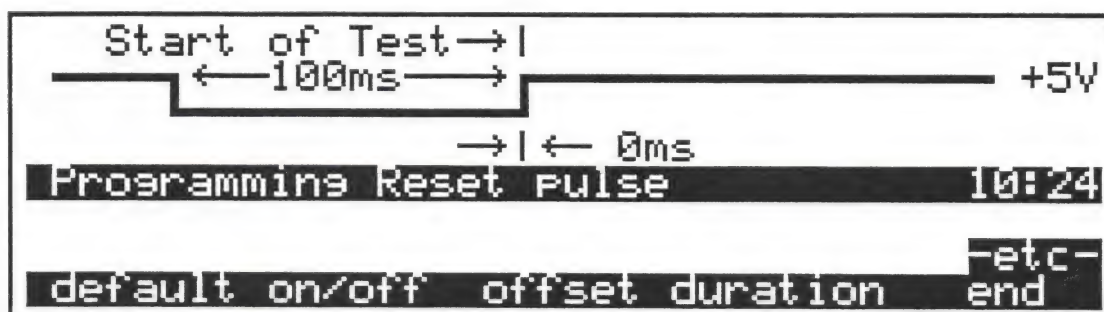 Start of Test→|
←100ms→ +5V
→|← 0ms
Programming Reset pulse 10:24
-etc-
default on/off offset duration end